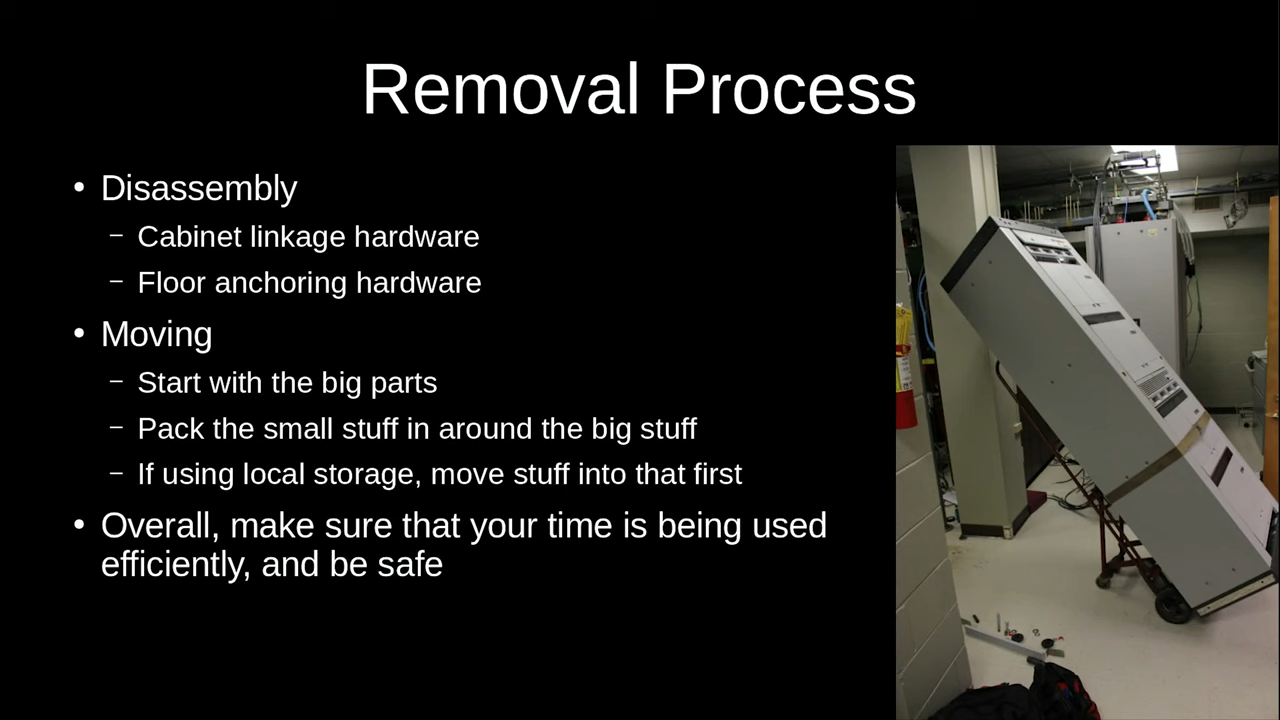 Removal Process
• Disassembly
– Cabinet linkage hardware
– Floor anchoring hardware
• Moving
– Start with the big parts
– Pack the small stuff in around the big stuff
– If using local storage, move stuff into that first
• Overall, make sure that your time is being used
efficiently, and be safe